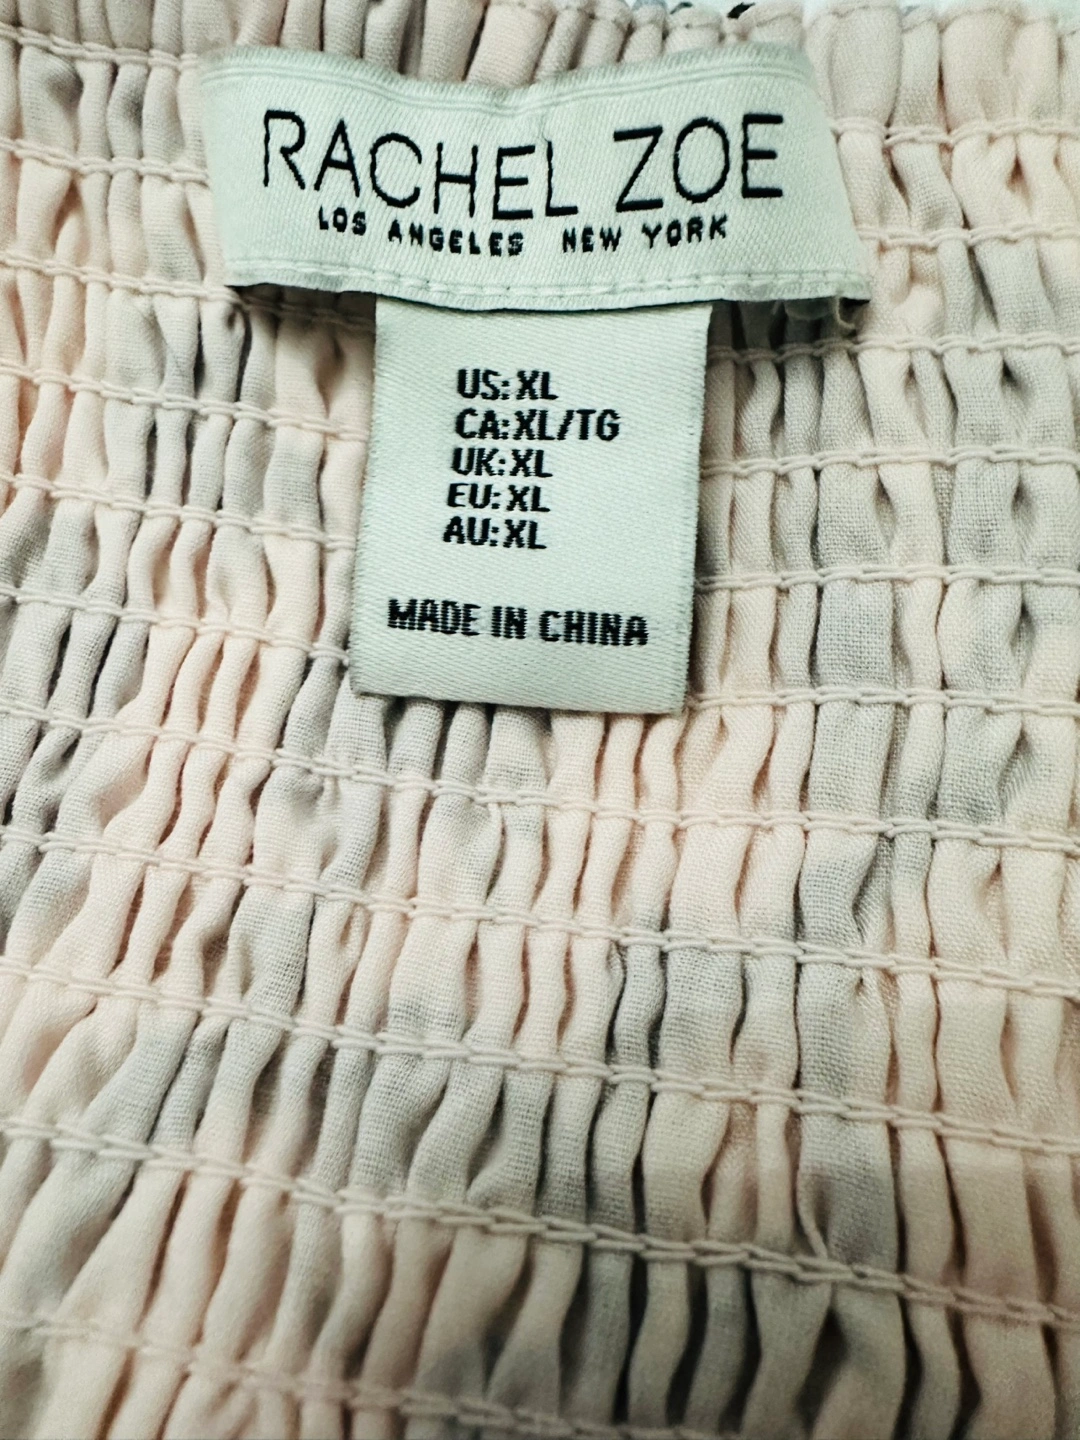 RACHEL ZOE
LOS ANGELES NEW YORK
US: XL
CA: XL/TG
UK: XL
EU: XL
AU: XL
MADE IN CHINA